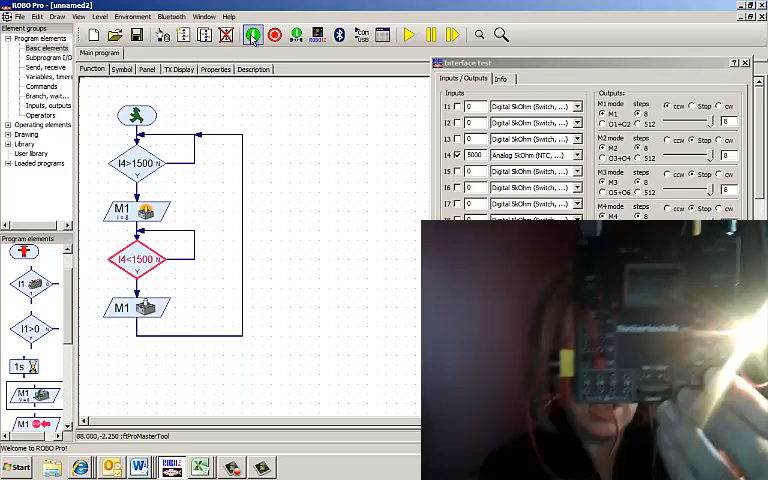 ROBO Pro - [unnamed2]
File Edit Draw View Level Environment Bluetooth Window Help
Element groups
Program elements
Basic elements
Subprogram I/O
Send, receive
Variables, timers
Commands
Branch, wait...
Inputs, outputs
Operators
Operating elements
Drawing
Library
User library
Loaded programs
Program elements
I1
I1>0 N
Y
1s
M1
V=8
M1
COM
USB
Main program
Function Symbol Panel TX Display Properties Description
I4>1500 N
Y
M1
I = 8
I4<1500 N
Y
M1
Interface test
Inputs / Outputs Info
Inputs
I1 0 Digital 5kOhm (Switch, ...)
I2 0 Digital 5kOhm (Switch, ...)
I3 0 Digital 5kOhm (Switch, ...)
I4 5000 Analog 5kOhm (NTC, ...)
I5 0 Digital 5kOhm (Switch, ...)
I6 0 Digital 5kOhm (Switch, ...)
I7 0 Digital 5kOhm (Switch, ...)
Outputs:
M1 mode steps ccw Stop cw
M1 8 8
O1+O2 512
M2 mode steps ccw Stop cw
M2 8 8
O3+O4 512
M3 mode steps ccw Stop cw
M3 8 8
O5+O6 512
M4 mode steps ccw Stop cw
M4 8
88.000,-2.250 :ftProMasterTool
Welcome to ROBO Pro!
Start